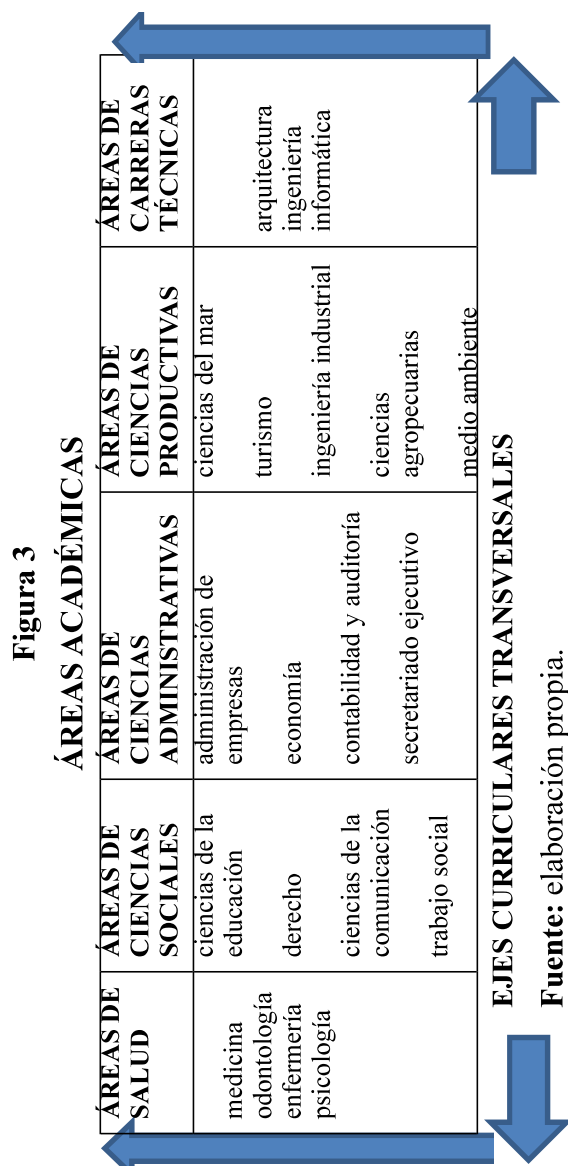 Figura 3
ÁREAS ACADÉMICAS
ÁREAS DE
SALUD
ÁREAS DE
CIENCIAS
SOCIALES
ÁREAS DE
CIENCIAS
ADMINISTRATIVAS
ÁREAS DE
CIENCIAS
PRODUCTIVAS
ÁREAS DE
CARRERAS
TÉCNICAS
medicina
odontología
enfermería
psicología
ciencias de la
educación
derecho
ciencias de la
comunicación
trabajo social
administración de
empresas
economía
contabilidad y auditoría
secretariado ejecutivo
ciencias del mar
turismo
ingeniería industrial
ciencias
agropecuarias
medio ambiente
arquitectura
ingeniería
informática
EJES CURRICULARES TRANSVERSALES
Fuente: elaboración propia.